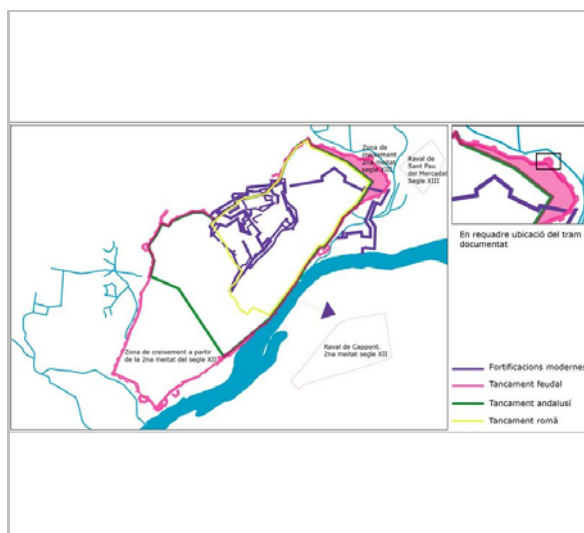 Zona de
creixement
2na meitat
segle XIII
Raval de
Sant Pau
del Mercadal
Segle XIII
En requadre ubicació del tram
documentat
Zona de creixement a partir
de la 2na meitat del segle XII
Raval de Cappont.
2na meitat segle XII
Fortificacions modernes
Tancament feudal
Tancament andalusí
Tancament romà